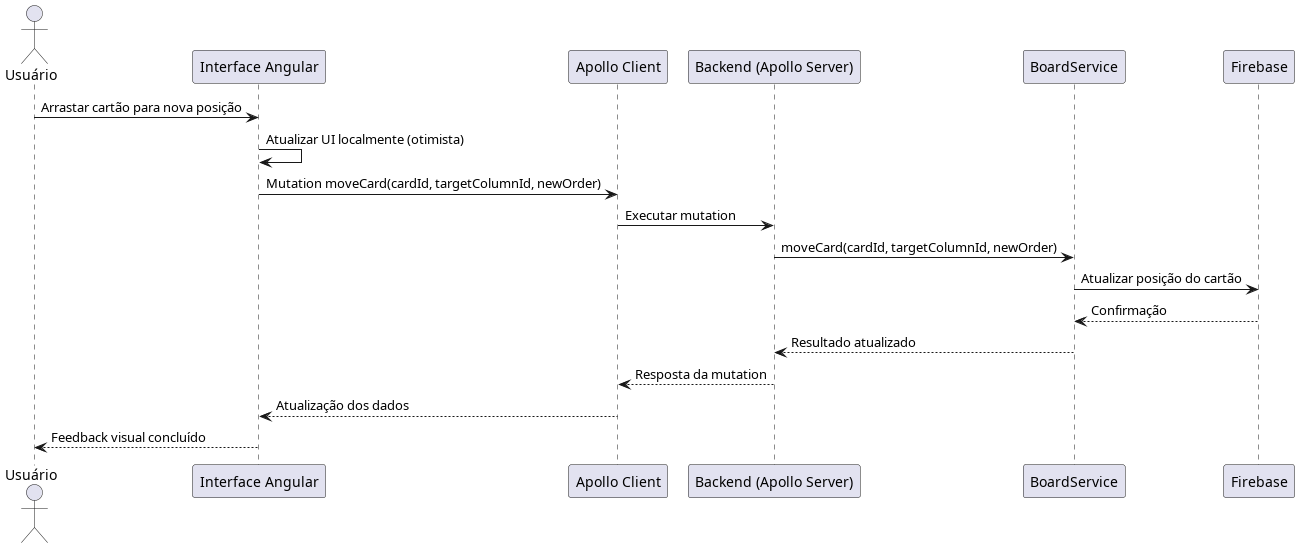 Usuário
Interface Angular
Apollo Client
Backend (Apollo Server)
BoardService
Firebase
Arrastar cartão para nova posição
Atualizar UI localmente (otimista)
Mutation moveCard(cardId, targetColumnId, newOrder)
Executar mutation
moveCard(cardId, targetColumnId, newOrder)
Atualizar posição do cartão
Confirmação
Resultado atualizado
Resposta da mutation
Atualização dos dados
Feedback visual concluído
Usuário
Interface Angular
Apollo Client
Backend (Apollo Server)
BoardService
Firebase